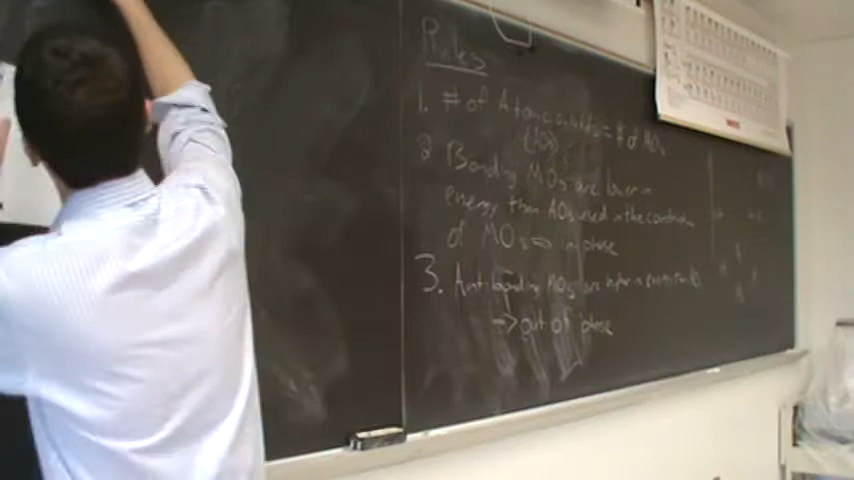 Rules
1. # of Atomic orbitals = # of MOs
(AOs)
2 Bonding MOs are lower in
energy than AOs used in the construction
of MOs => in phase
3. Antibonding MOs are higher in energy than AOs
=> out of phase